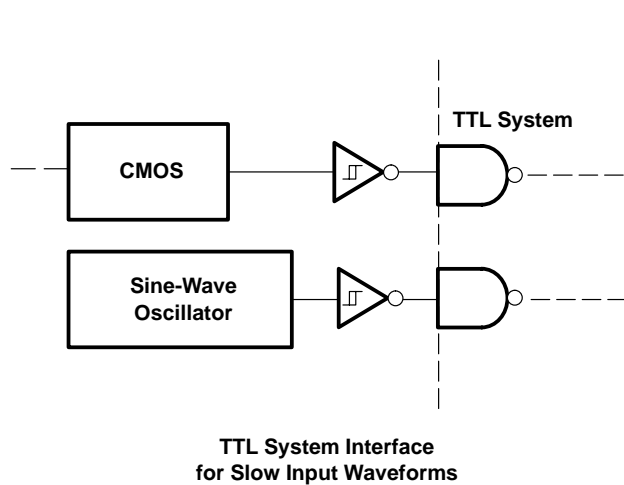 TTL System
CMOS
Sine-Wave
Oscillator
TTL System Interface
for Slow Input Waveforms